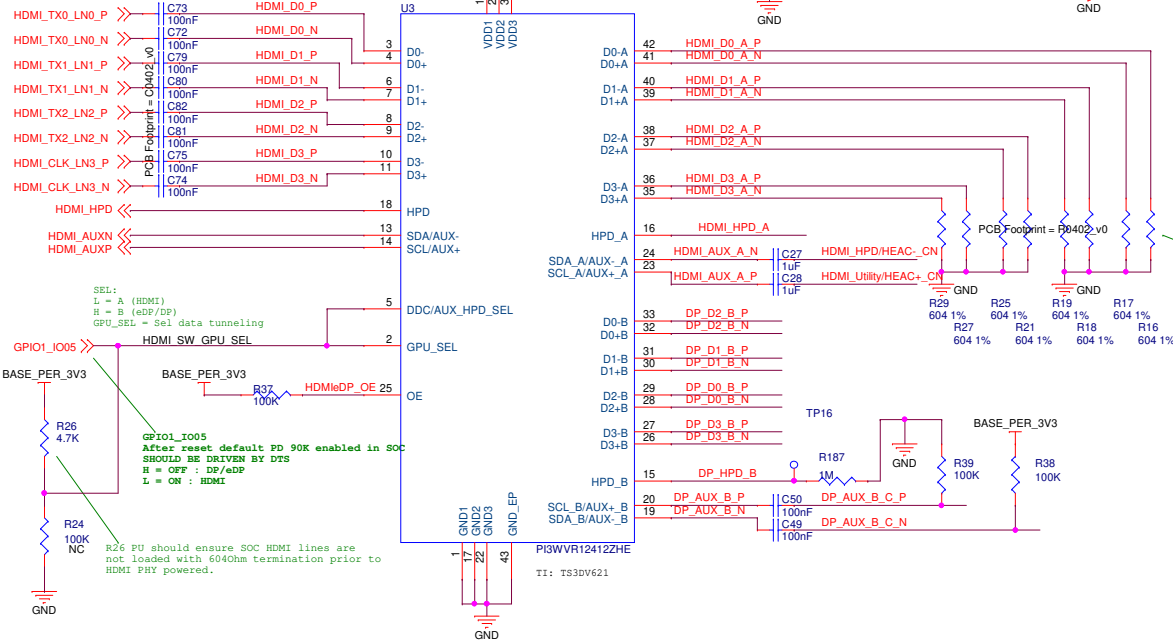 HDMI_TX0_LN0_P
C73
100nF
HDMI_D0_P
HDMI_TX0_LN0_N
C72
100nF
HDMI_D0_N
HDMI_TX1_LN1_P
C79
100nF
HDMI_D1_P
HDMI_TX1_LN1_N
C80
100nF
HDMI_D1_N
HDMI_TX2_LN2_P
C82
100nF
HDMI_D2_P
HDMI_TX2_LN2_N
C81
100nF
HDMI_D2_N
HDMI_CLK_LN3_P
C75
100nF
HDMI_D3_P
HDMI_CLK_LN3_N
C74
100nF
HDMI_D3_N
PCB Footprint = C0402_v0
HDMI_HPD
HDMI_AUXN
HDMI_AUXP
U3
VDD1
VDD2
VDD3
3 D0-
4 D0+
6 D1-
7 D1+
8 D2-
9 D2+
10 D3-
11 D3+
18 HPD
13 SDA/AUX-
14 SCL/AUX+
5 DDC/AUX_HPD_SEL
2 GPU_SEL
25 OE
D0-A 42 HDMI_D0_A_P
D0+A 41 HDMI_D0_A_N
D1-A 40 HDMI_D1_A_P
D1+A 39 HDMI_D1_A_N
D2-A 38 HDMI_D2_A_P
D2+A 37 HDMI_D2_A_N
D3-A 36 HDMI_D3_A_P
D3+A 35 HDMI_D3_A_N
HPD_A 16 HDMI_HPD_A
SDA_A/AUX-_A 24 HDMI_AUX_A_N C27 1uF HDMI_HPD/HEAC-_CN
SCL_A/AUX+_A 23 HDMI_AUX_A_P C28 1uF HDMI_Utility/HEAC+_CN
D0-B 33 DP_D2_B_P
D0+B 32 DP_D2_B_N
D1-B 31 DP_D1_B_P
D1+B 30 DP_D1_B_N
D2-B 29 DP_D0_B_P
D2+B 28 DP_D0_B_N
D3-B 27 DP_D3_B_P
D3+B 26 DP_D3_B_N
HPD_B 15 DP_HPD_B
SCL_B/AUX+_B 20 DP_AUX_B_P C50 100nF DP_AUX_B_C_P
SDA_B/AUX-_B 19 DP_AUX_B_N C49 100nF DP_AUX_B_C_N
GND
GND
PCB Footprint = R0402_v0
GND
GND
R29
604 1%
R27
604 1%
R25
604 1%
R21
604 1%
R19
604 1%
R18
604 1%
R17
604 1%
R16
604 1%
TP16
R187
1M
GND
BASE_PER_3V3
R39
100K
R38
100K
SEL:
L = A (HDMI)
H = B (eDP/DP)
GPU_SEL = Sel data tunneling
GPIO1_IO05
HDMI_SW_GPU_SEL
BASE_PER_3V3
BASE_PER_3V3
R37
100K
HDMIeDP_OE
R26
4.7K
GPIO1_IO05
After reset default PD 90K enabled in SOC
SHOULD BE DRIVEN BY DTS
H = OFF : DP/eDP
L = ON : HDMI
R24
100K
NC
R26 PU should ensure SOC HDMI lines are
not loaded with 604Ohm termination prior to
HDMI PHY powered.
GND
GND1
GND2
GND3
GND_EP
1
17
22
43
GND
PI3WVR12412ZHE
TI: TS3DV621